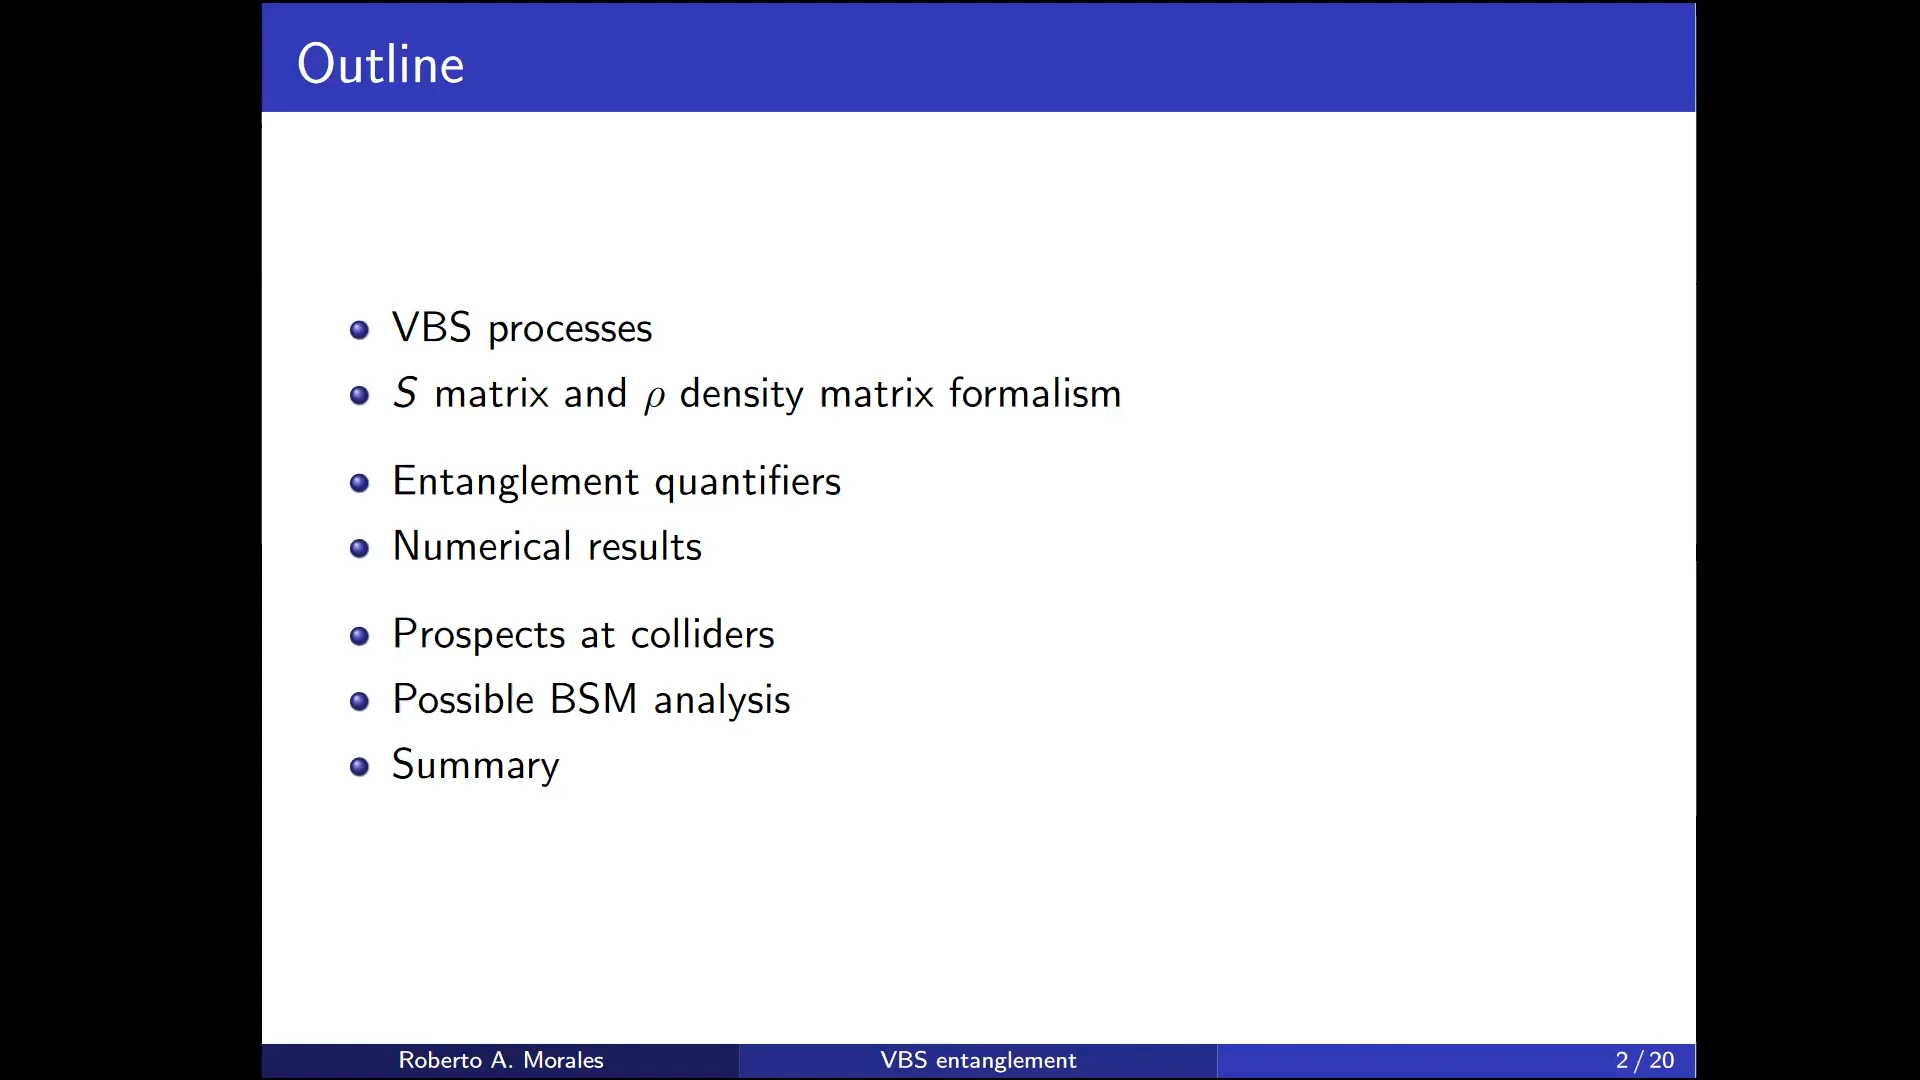 Outline
VBS processes
S matrix and ρ density matrix formalism
Entanglement quantifiers
Numerical results
Prospects at colliders
Possible BSM analysis
Summary
Roberto A. Morales
VBS entanglement
2 / 20